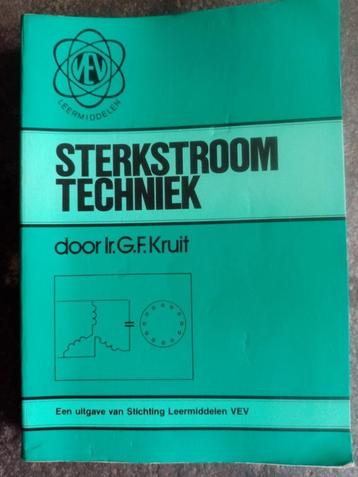 VEV
LEERMIDDELEN
STERKSTROOM
TECHNIEK
door Ir.G.F.Kruit
Een uitgave van Stichting Leermiddelen VEV